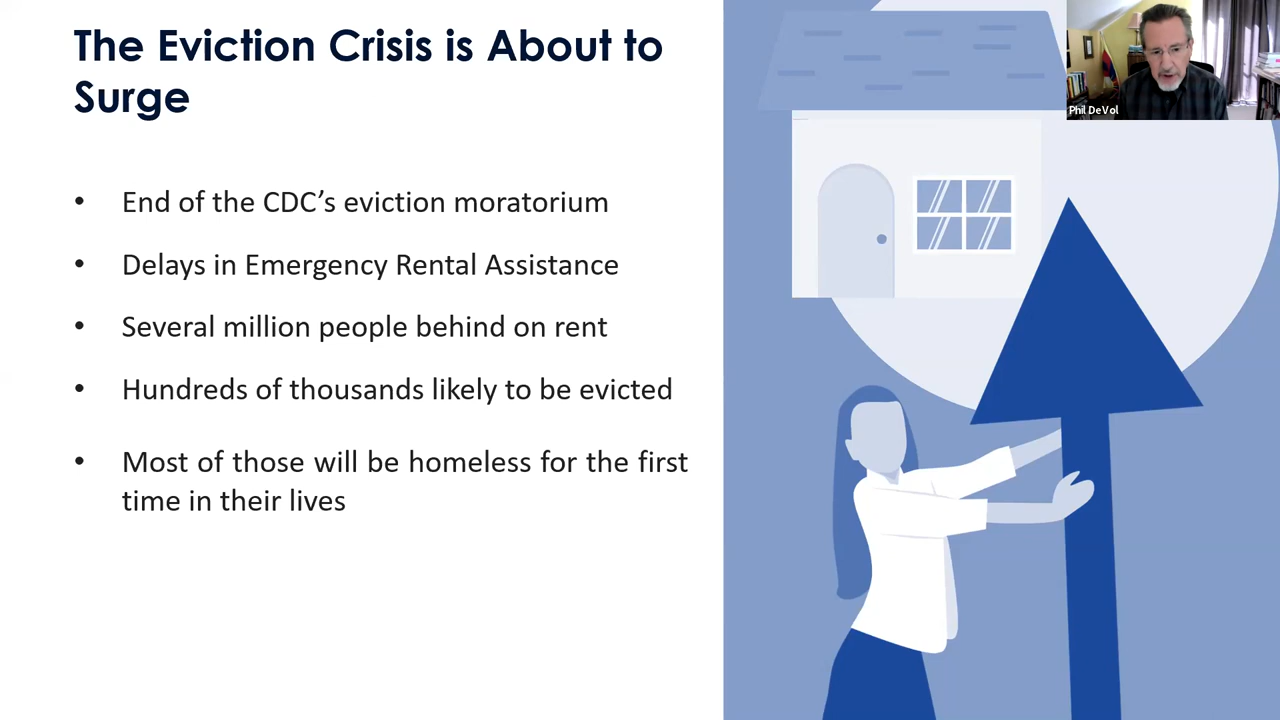 The Eviction Crisis is About to
Surge
• End of the CDC’s eviction moratorium
• Delays in Emergency Rental Assistance
• Several million people behind on rent
• Hundreds of thousands likely to be evicted
• Most of those will be homeless for the first
time in their lives
Phil DeVol